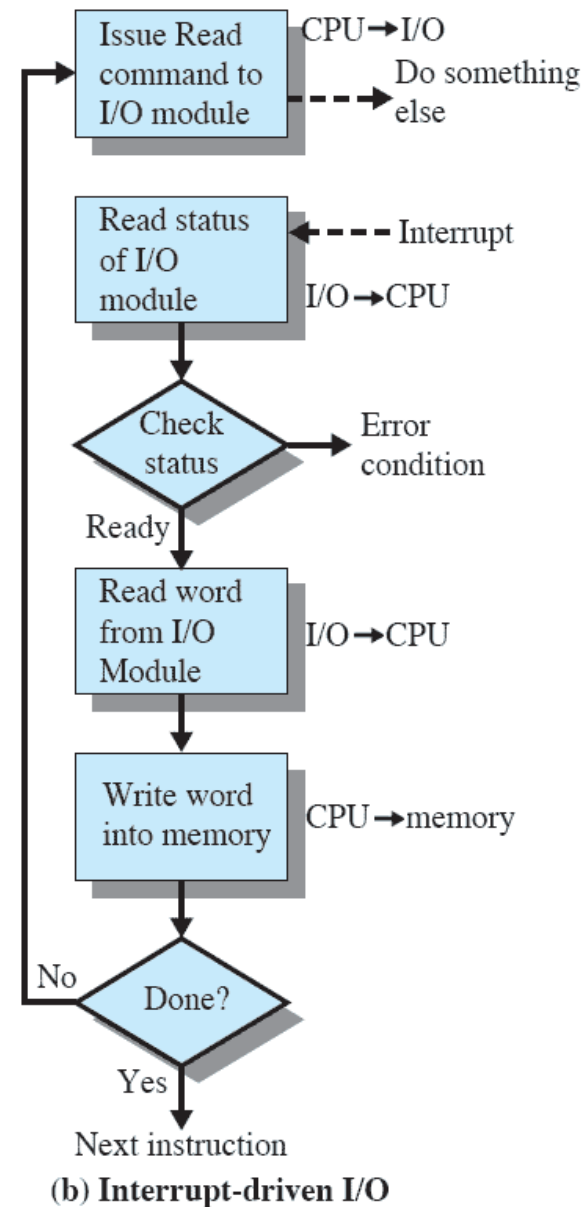 Issue Read
command to
I/O module
CPU→I/O
Do something
else
Read status
of I/O
module
Interrupt
I/O→CPU
Check
status
Error
condition
Ready
Read word
from I/O
Module
I/O→CPU
Write word
into memory
CPU→memory
No
Done?
Yes
Next instruction
(b) Interrupt-driven I/O